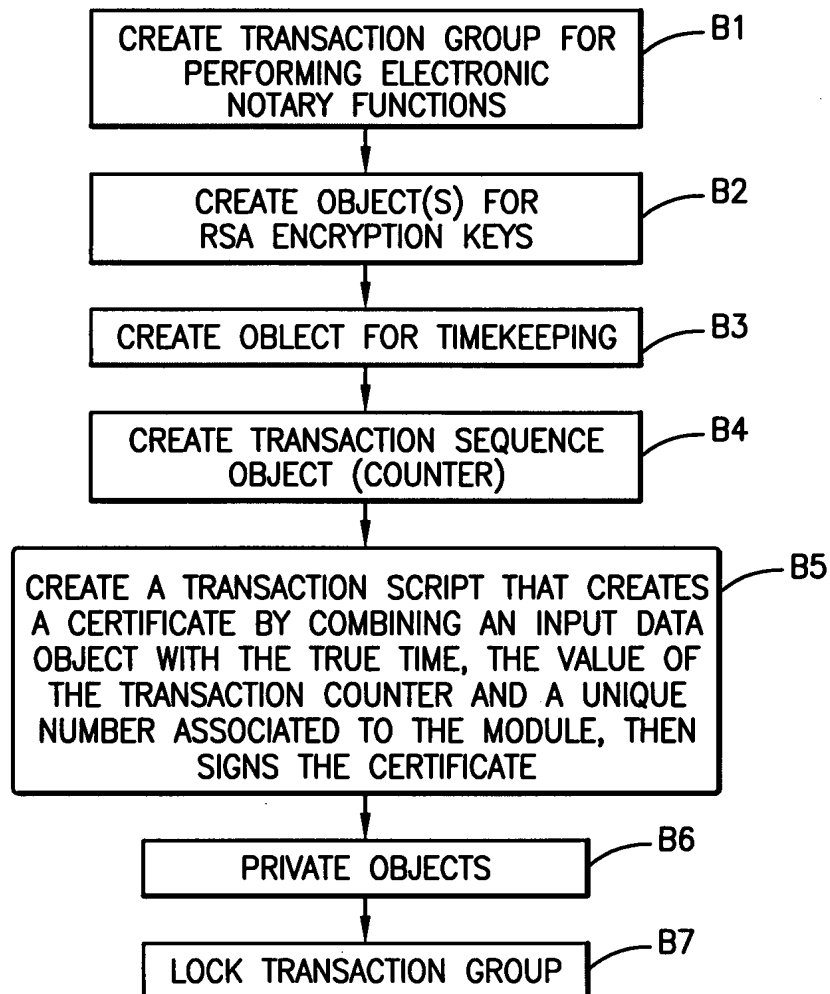 CREATE TRANSACTION GROUP FOR
PERFORMING ELECTRONIC
NOTARY FUNCTIONS
B1
CREATE OBJECT(S) FOR
RSA ENCRYPTION KEYS
B2
CREATE OBLECT FOR TIMEKEEPING
B3
CREATE TRANSACTION SEQUENCE
OBJECT (COUNTER)
B4
CREATE A TRANSACTION SCRIPT THAT CREATES
A CERTIFICATE BY COMBINING AN INPUT DATA
OBJECT WITH THE TRUE TIME, THE VALUE OF
THE TRANSACTION COUNTER AND A UNIQUE
NUMBER ASSOCIATED TO THE MODULE, THEN
SIGNS THE CERTIFICATE
B5
PRIVATE OBJECTS
B6
LOCK TRANSACTION GROUP
B7